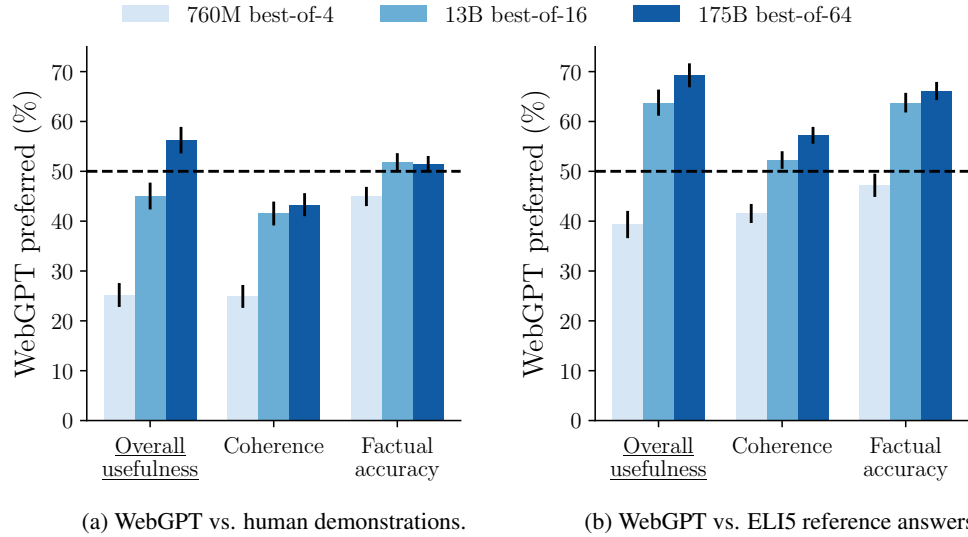 760M best-of-4 13B best-of-16 175B best-of-64
WebGPT preferred (%)
70
60
50
40
30
20
10
0
Overall usefulness
Coherence
Factual accuracy
(a) WebGPT vs. human demonstrations.
WebGPT preferred (%)
70
60
50
40
30
20
10
0
Overall usefulness
Coherence
Factual accuracy
(b) WebGPT vs. ELI5 reference answers